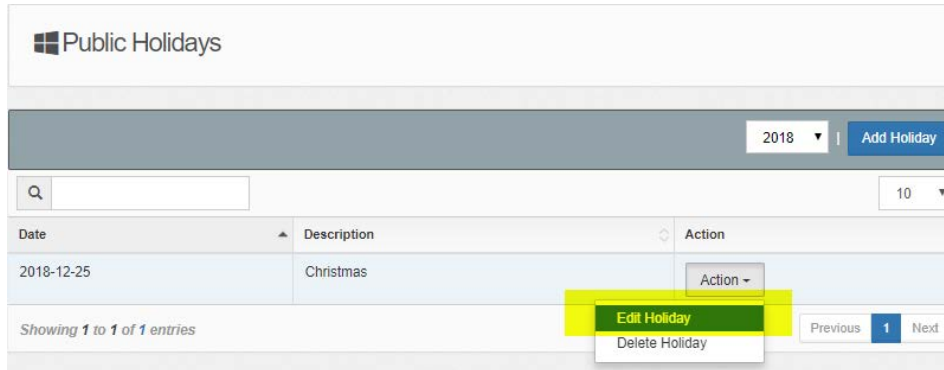 Public Holidays
2018 | Add Holiday
10
Date Description Action
2018-12-25 Christmas Action
Edit Holiday
Delete Holiday
Showing 1 to 1 of 1 entries
Previous 1 Next